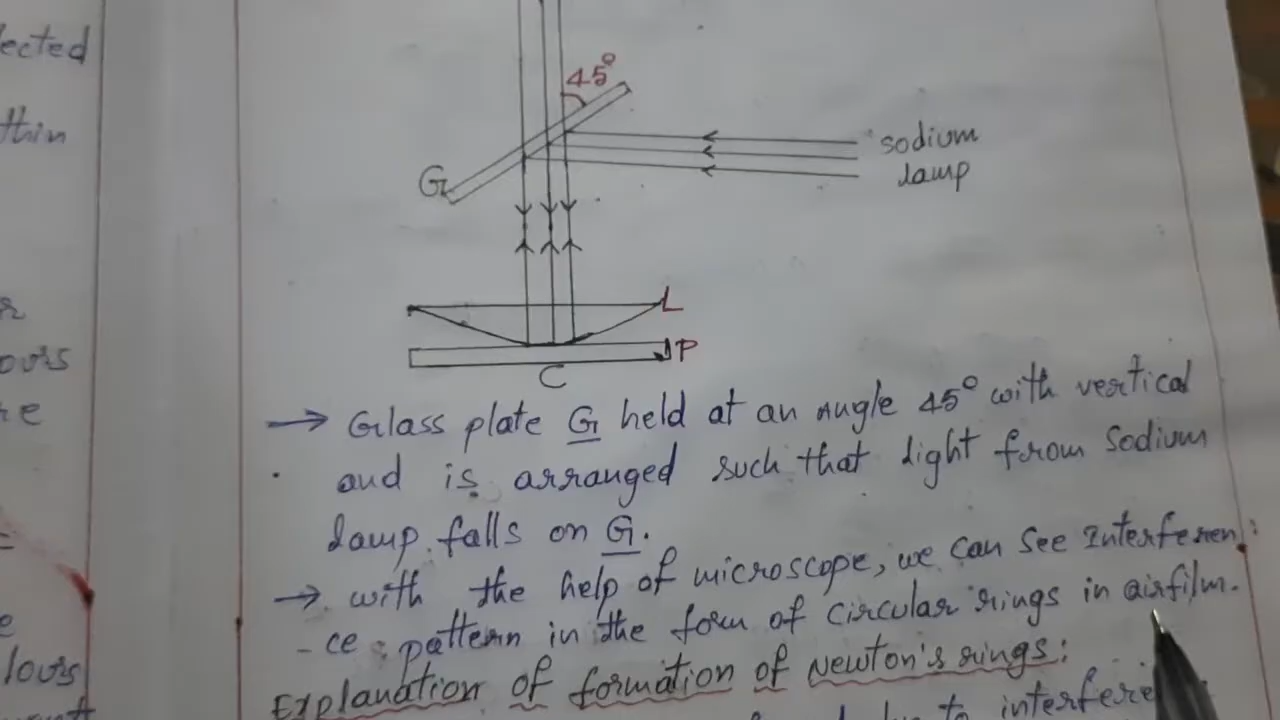 lected
thin
45°
sodium
lamp
G
L
P
C
ours
re
→ Glass plate G held at an Angle 45° with vertical
and is arranged such that light from Sodium
lamp falls on G.
→ with the help of microscope, we can see Interferen
-ce pattern in the form of circular rings in airfilm.
Explanation of formation of Newton's rings:
to interfere
lours